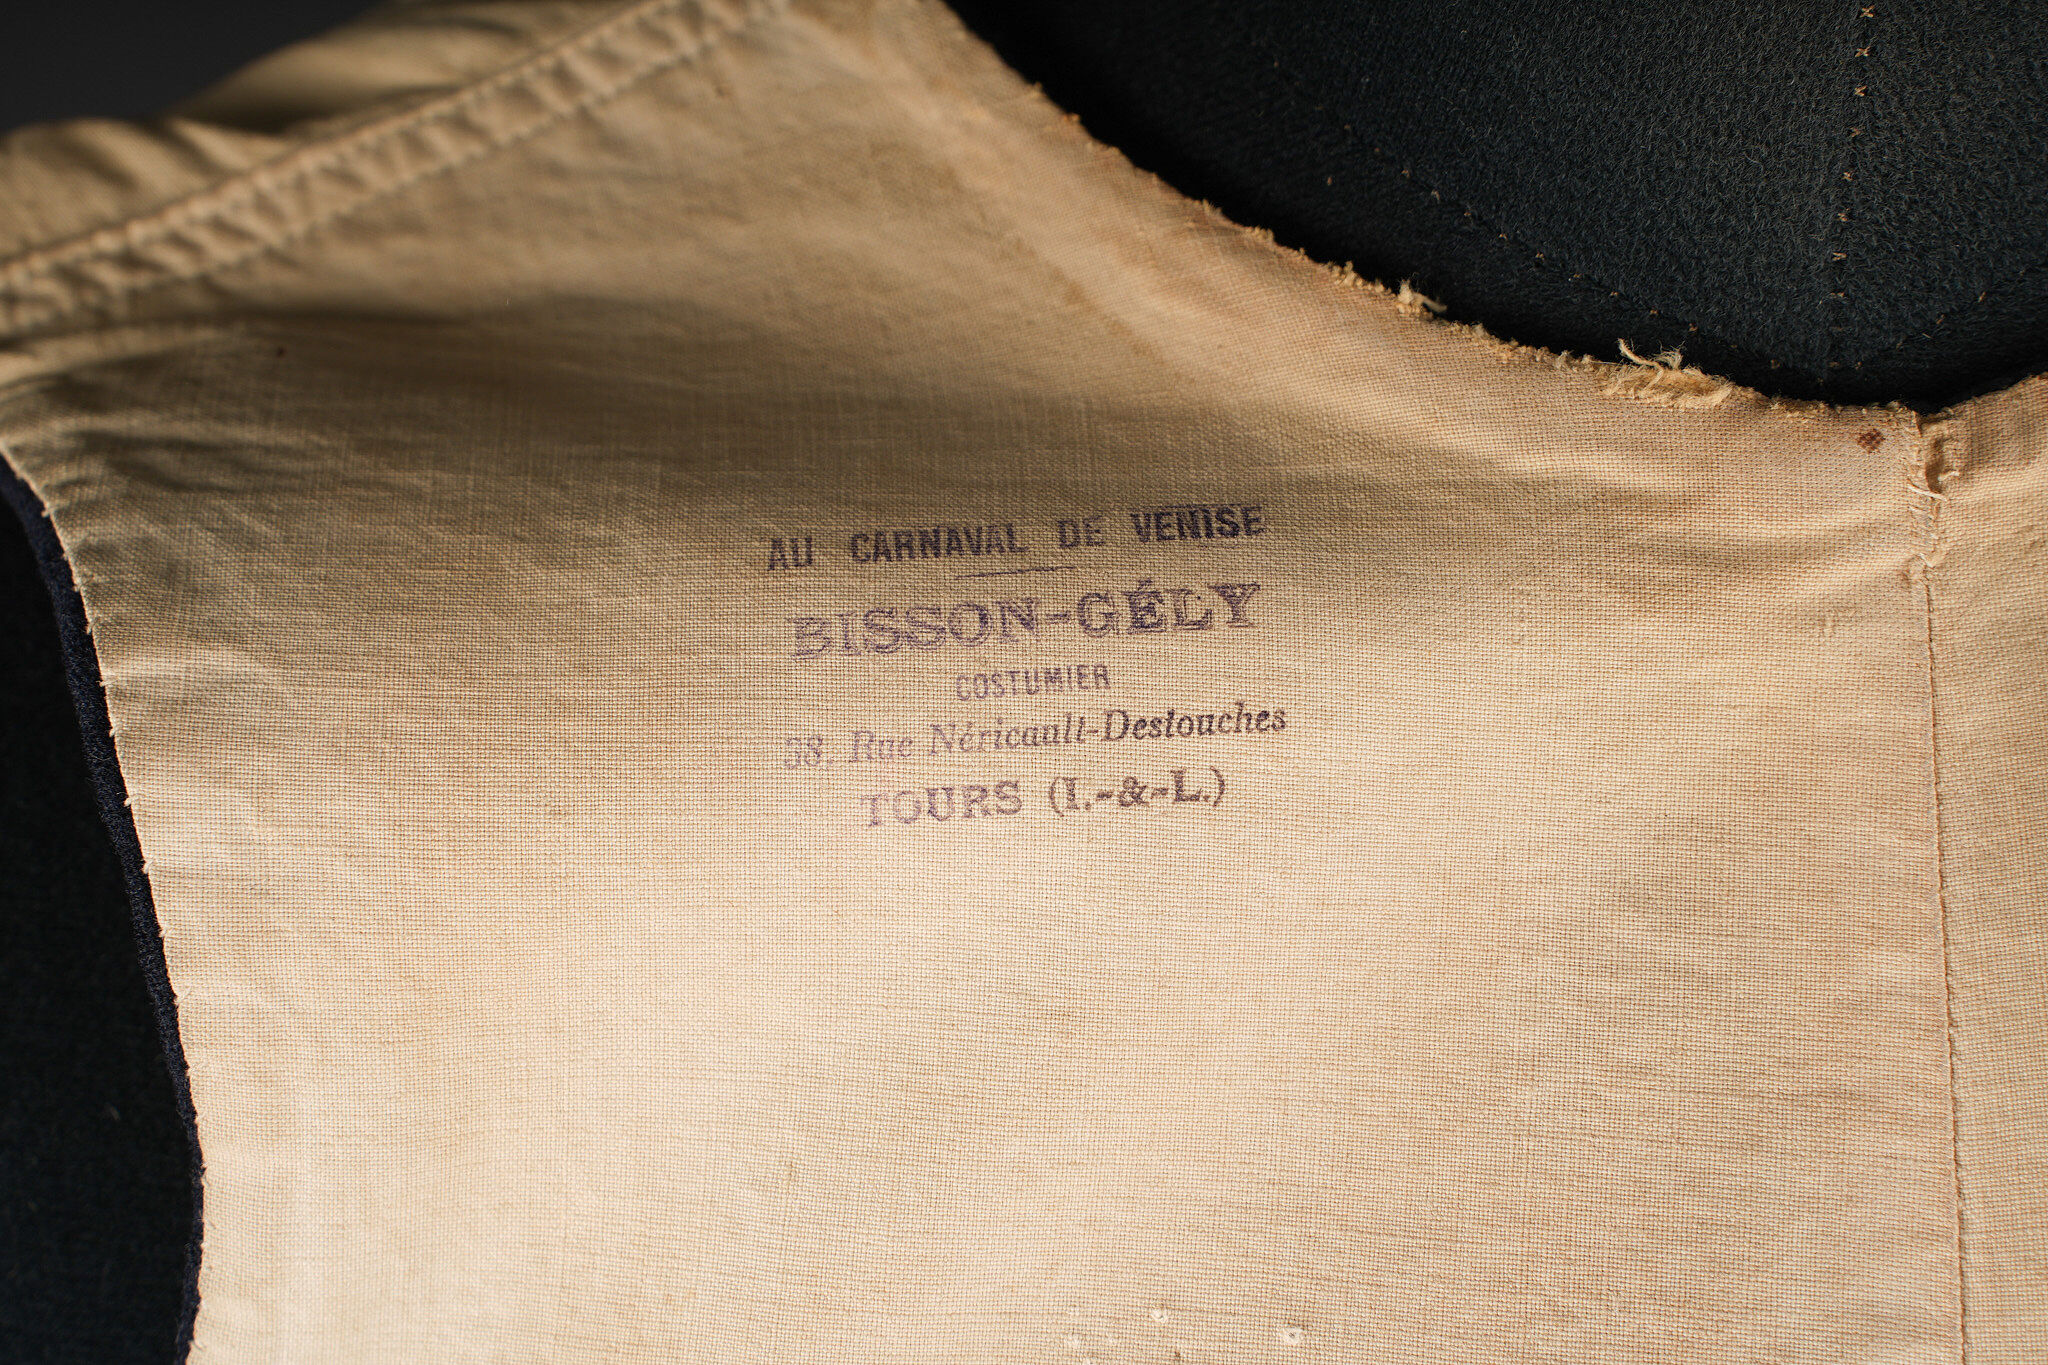 AU CARNAVAL DE VENISE
BISSON-GÉLY
COSTUMIER
Rue Néricault-Destouches
TOURS (I.-&-L.)